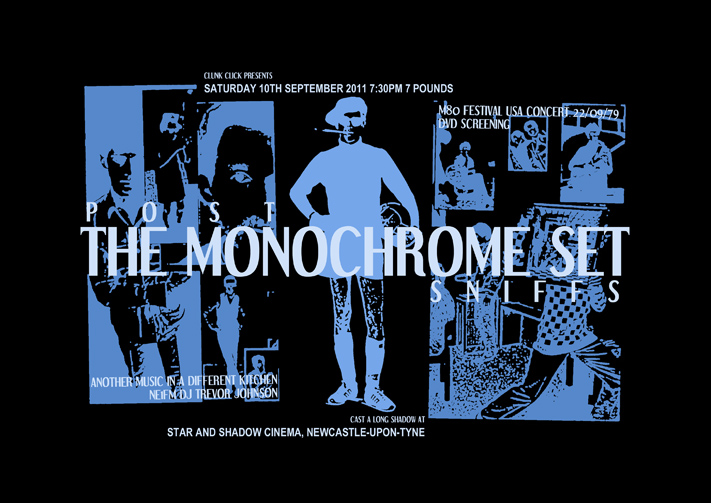 CLUNK CLICK PRESENTS
SATURDAY 10TH SEPTEMBER 2011 7:30PM 7 POUNDS
M80 FESTIVAL USA CONCERT 22/09/79
DVD SCREENING
POST
THE MONOCHROME SET
SNIFFS
ANOTHER MUSIC IN A DIFFERENT KITCHEN
NE1FM DJ TREVOR JOHNSON
CAST A LONG SHADOW AT
STAR AND SHADOW CINEMA, NEWCASTLE-UPON-TYNE